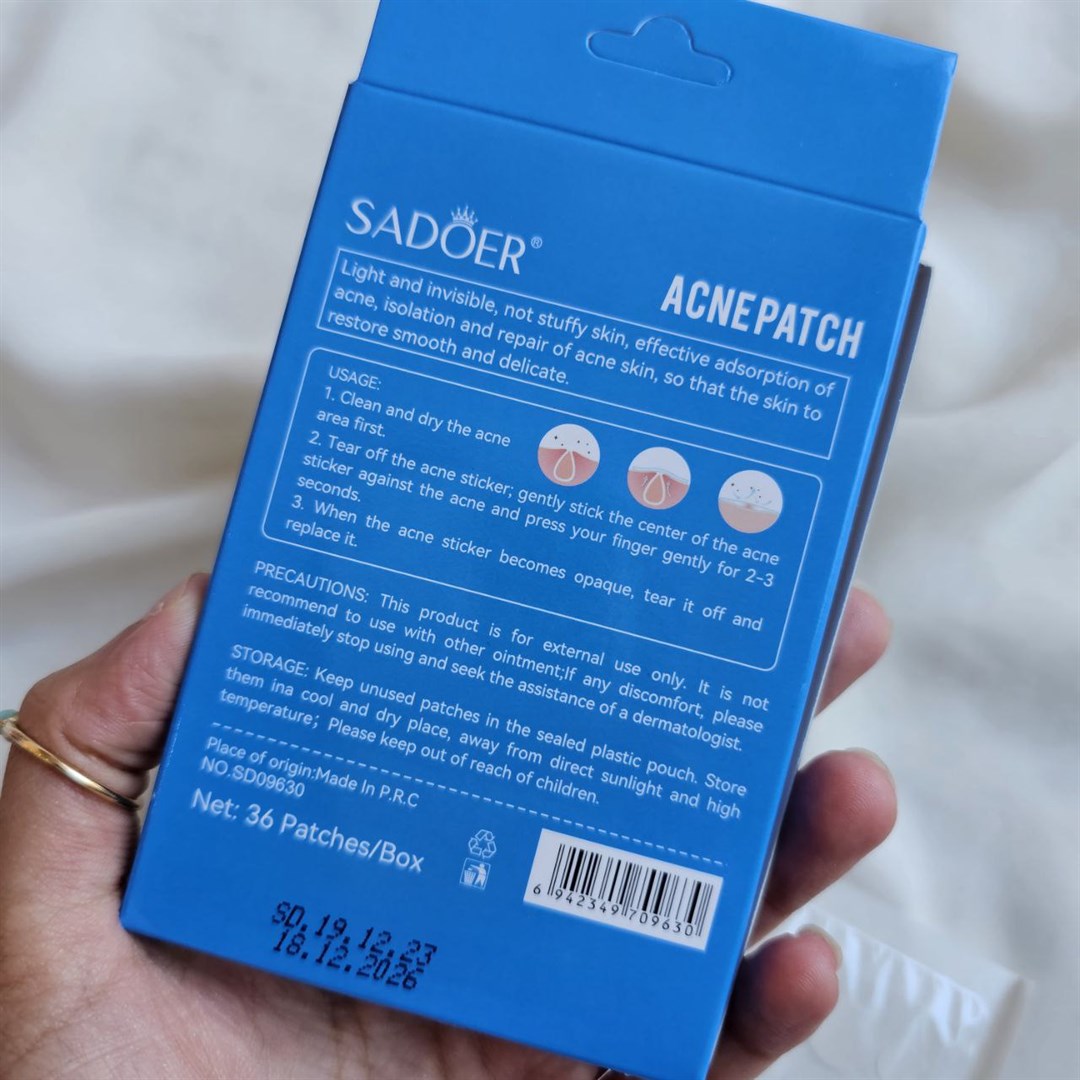 SADOER®
ACNE PATCH
Light and invisible, not stuffy skin, effective adsorption of
acne, isolation and repair of acne skin, so that the skin to
restore smooth and delicate.
USAGE:
1. Clean and dry the acne
area first.
2. Tear off the acne sticker; gently stick the center of the acne
sticker against the acne and press your finger gently for 2-3
seconds.
3. When the acne sticker becomes opaque, tear it off and
replace it.
PRECAUTIONS: This product is for external use only. It is not
recommend to use with other ointment;If any discomfort, please
immediately stop using and seek the assistance of a dermatologist.
STORAGE: Keep unused patches in the sealed plastic pouch. Store
them ina cool and dry place, away from direct sunlight and high
temperature; Please keep out of reach of children.
Place of origin:Made In P.R.C
NO.SD09630
Net: 36 Patches/Box
6 942349 709630
SD.19.12.23
18.12.2026